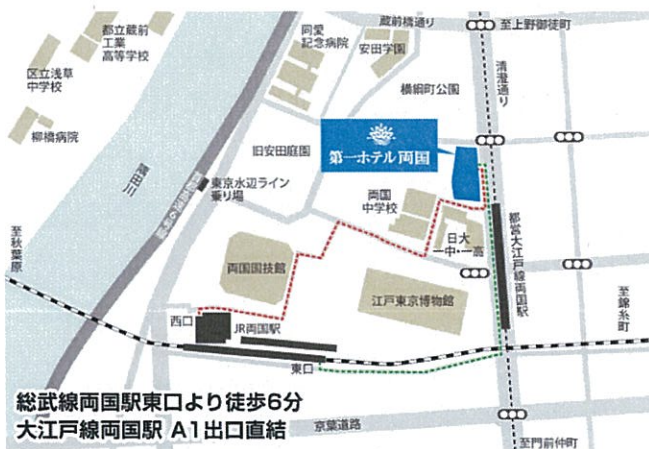 蔵前橋通り
至上野御徒町
都立蔵前
工業
高等学校
同愛
記念病院
安田学園
区立浅草
中学校
横網町公園
清澄通り
柳橋病院
旧安田庭園
第一ホテル両国
隅田川
東京水辺ライン
乗り場
両国
中学校
日大
一中・一高
都営大江戸線両国駅
至秋葉原
両国国技館
江戸東京博物館
至錦糸町
西口
JR両国駅
東口
総武線両国駅東口より徒歩6分
大江戸線両国駅 A1出口直結
京葉道路
至門前仲町